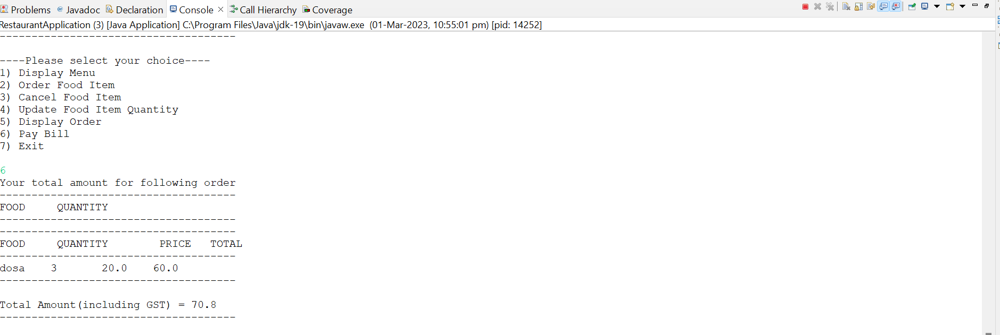 Problems @ Javadoc Declaration Console × Call Hierarchy Coverage
RestaurantApplication (3) [Java Application] C:\Program Files\Java\jdk-19\bin\javaw.exe (01-Mar-2023, 10:55:01 pm) [pid: 14252]
-------------------------------------
----Please select your choice----
1) Display Menu
2) Order Food Item
3) Cancel Food Item
4) Update Food Item Quantity
5) Display Order
6) Pay Bill
7) Exit
6
Your total amount for following order
-------------------------------------
FOOD     QUANTITY
-------------------------------------
-------------------------------------
FOOD     QUANTITY        PRICE   TOTAL
-------------------------------------
dosa    3       20.0    60.0
-------------------------------------
Total Amount(including GST) = 70.8
-------------------------------------